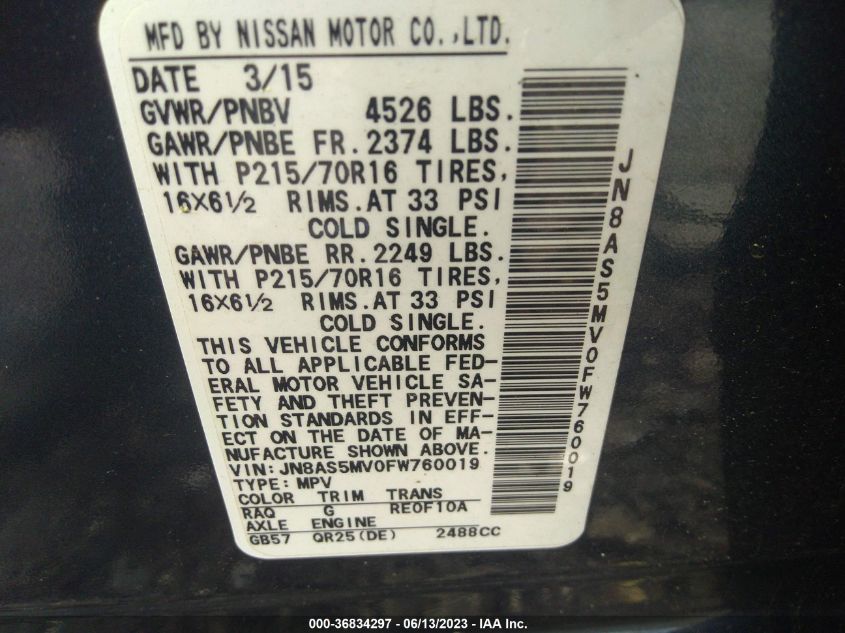 MFD BY NISSAN MOTOR CO.,LTD.
DATE 3/15
GVWR/PNBV 4526 LBS.
GAWR/PNBE FR. 2374 LBS.
WITH P215/70R16 TIRES,
16X6 1/2 RIMS. AT 33 PSI
COLD SINGLE.
GAWR/PNBE RR. 2249 LBS.
WITH P215/70R16 TIRES,
16X6 1/2 RIMS. AT 33 PSI
COLD SINGLE.
THIS VEHICLE CONFORMS
TO ALL APPLICABLE FED-
ERAL MOTOR VEHICLE SA-
FETY AND THEFT PREVEN-
TION STANDARDS IN EFF-
ECT ON THE DATE OF MA-
NUFACTURE SHOWN ABOVE.
VIN: JN8AS5MV0FW760019
TYPE: MPV
COLOR TRIM TRANS
RAQ G RE0F10A
AXLE ENGINE
GB57 QR25(DE) 2488CC
JN8AS5MV0FW760019
000-36834297 - 06/13/2023 - IAA Inc.